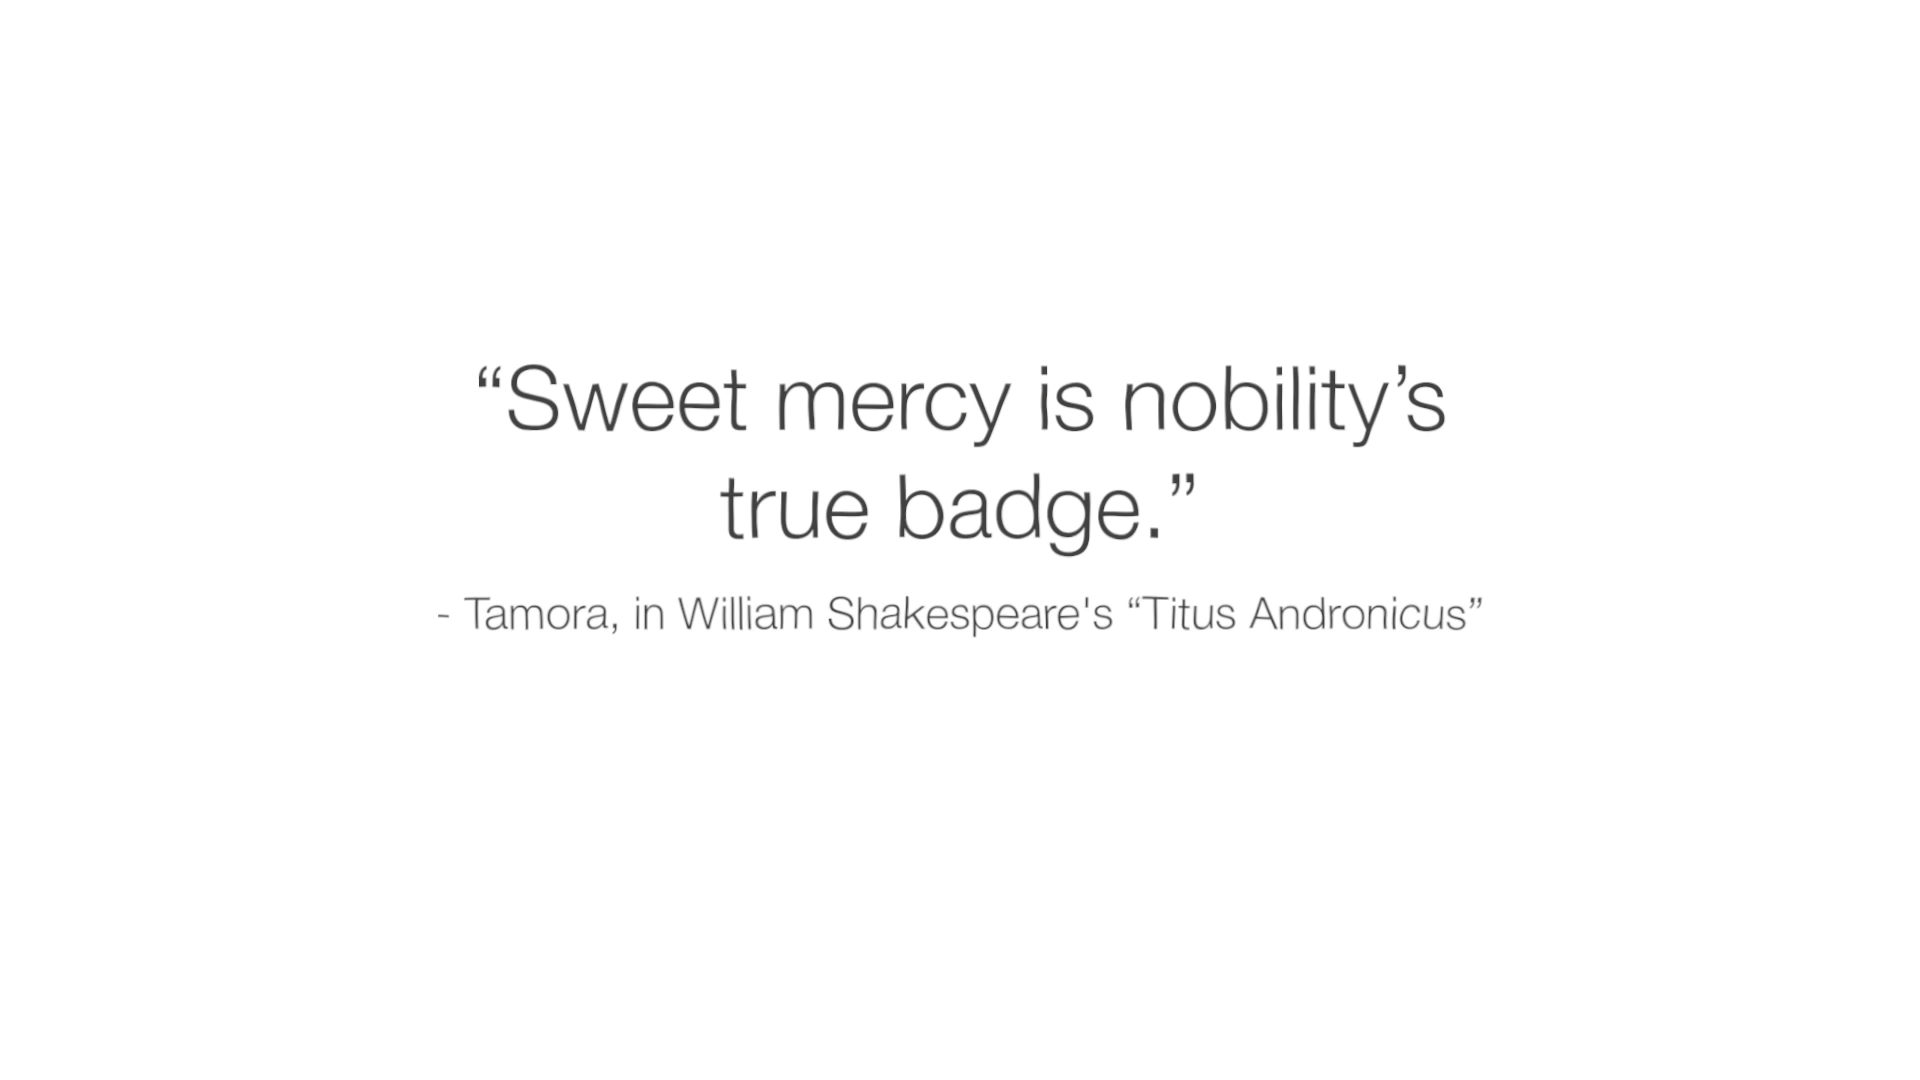 “Sweet mercy is nobility’s
true badge.”
- Tamora, in William Shakespeare's “Titus Andronicus”